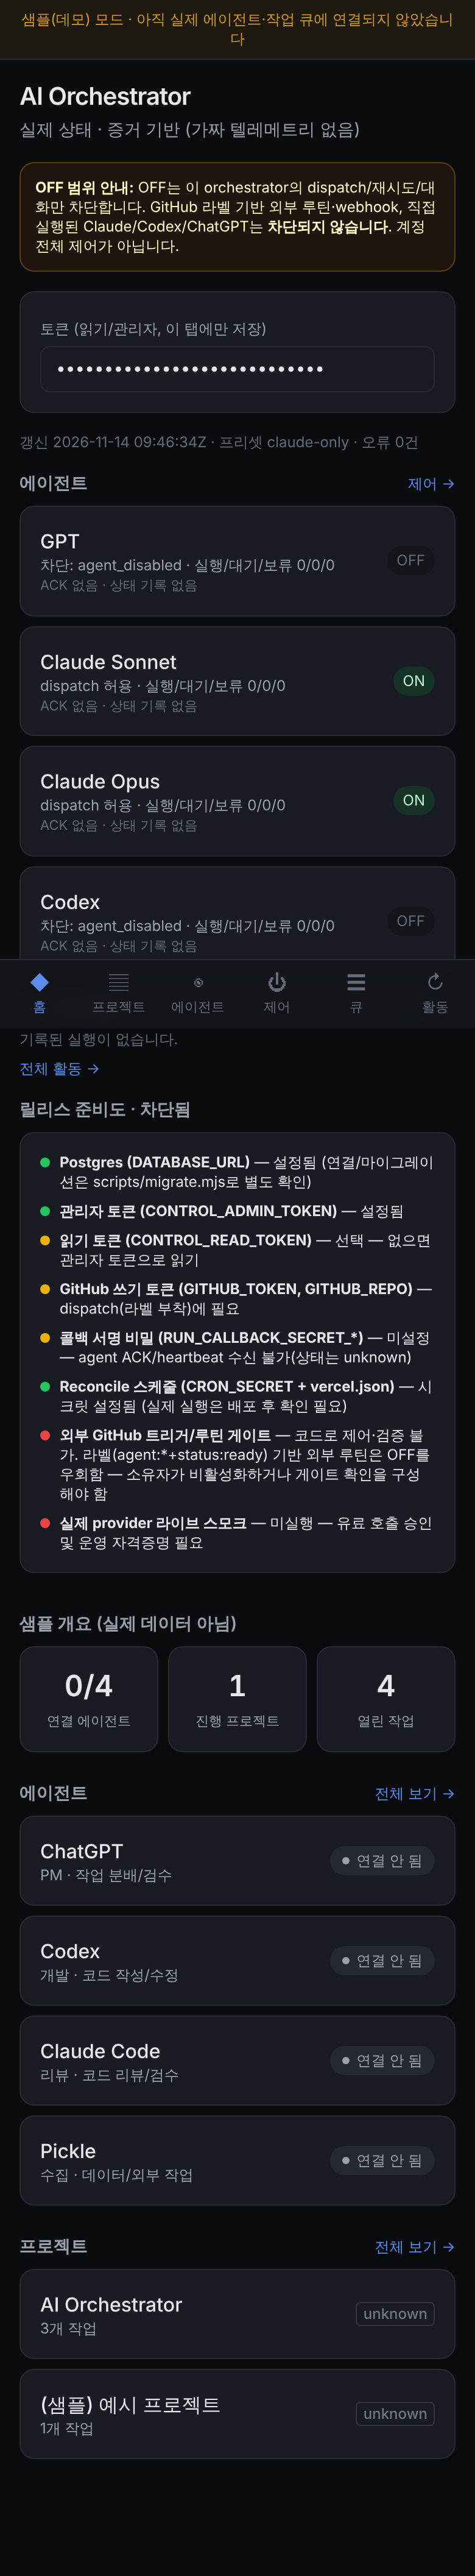 샘플(데모) 모드 · 아직 실제 에이전트·작업 큐에 연결되지 않았습니
다
AI Orchestrator
실제 상태 · 증거 기반 (가짜 텔레메트리 없음)
OFF 범위 안내: OFF는 이 orchestrator의 dispatch/재시도/대
화만 차단합니다. GitHub 라벨 기반 외부 루틴·webhook, 직접
실행된 Claude/Codex/ChatGPT는 차단되지 않습니다. 계정
전체 제어가 아닙니다.
토큰 (읽기/관리자, 이 탭에만 저장)
갱신 2026-11-14 09:46:34Z · 프리셋 claude-only · 오류 0건
에이전트
제어 →
GPT
차단: agent_disabled · 실행/대기/보류 0/0/0
ACK 없음 · 상태 기록 없음
OFF
Claude Sonnet
dispatch 허용 · 실행/대기/보류 0/0/0
ACK 없음 · 상태 기록 없음
ON
Claude Opus
dispatch 허용 · 실행/대기/보류 0/0/0
ACK 없음 · 상태 기록 없음
ON
Codex
차단: agent_disabled · 실행/대기/보류 0/0/0
ACK 없음 · 상태 기록 없음
OFF
홈
프로젝트
에이전트
제어
큐
활동
기록된 실행이 없습니다.
전체 활동 →
릴리스 준비도 · 차단됨
Postgres (DATABASE_URL) — 설정됨 (연결/마이그레이
션은 scripts/migrate.mjs로 별도 확인)
관리자 토큰 (CONTROL_ADMIN_TOKEN) — 설정됨
읽기 토큰 (CONTROL_READ_TOKEN) — 선택 — 없으면
관리자 토큰으로 읽기
GitHub 쓰기 토큰 (GITHUB_TOKEN, GITHUB_REPO) —
dispatch(라벨 부착)에 필요
콜백 서명 비밀 (RUN_CALLBACK_SECRET_*) — 미설정
— agent ACK/heartbeat 수신 불가(상태는 unknown)
Reconcile 스케줄 (CRON_SECRET + vercel.json) — 시
크릿 설정됨 (실제 실행은 배포 후 확인 필요)
외부 GitHub 트리거/루틴 게이트 — 코드로 제어·검증 불
가. 라벨(agent:*+status:ready) 기반 외부 루틴은 OFF를
우회함 — 소유자가 비활성화하거나 게이트 확인을 구성
해야 함
실제 provider 라이브 스모크 — 미실행 — 유료 호출 승인
및 운영 자격증명 필요
샘플 개요 (실제 데이터 아님)
0/4
연결 에이전트
1
진행 프로젝트
4
열린 작업
에이전트
전체 보기 →
ChatGPT
PM · 작업 분배/검수
연결 안 됨
Codex
개발 · 코드 작성/수정
연결 안 됨
Claude Code
리뷰 · 코드 리뷰/검수
연결 안 됨
Pickle
수집 · 데이터/외부 작업
연결 안 됨
프로젝트
전체 보기 →
AI Orchestrator
3개 작업
unknown
(샘플) 예시 프로젝트
1개 작업
unknown